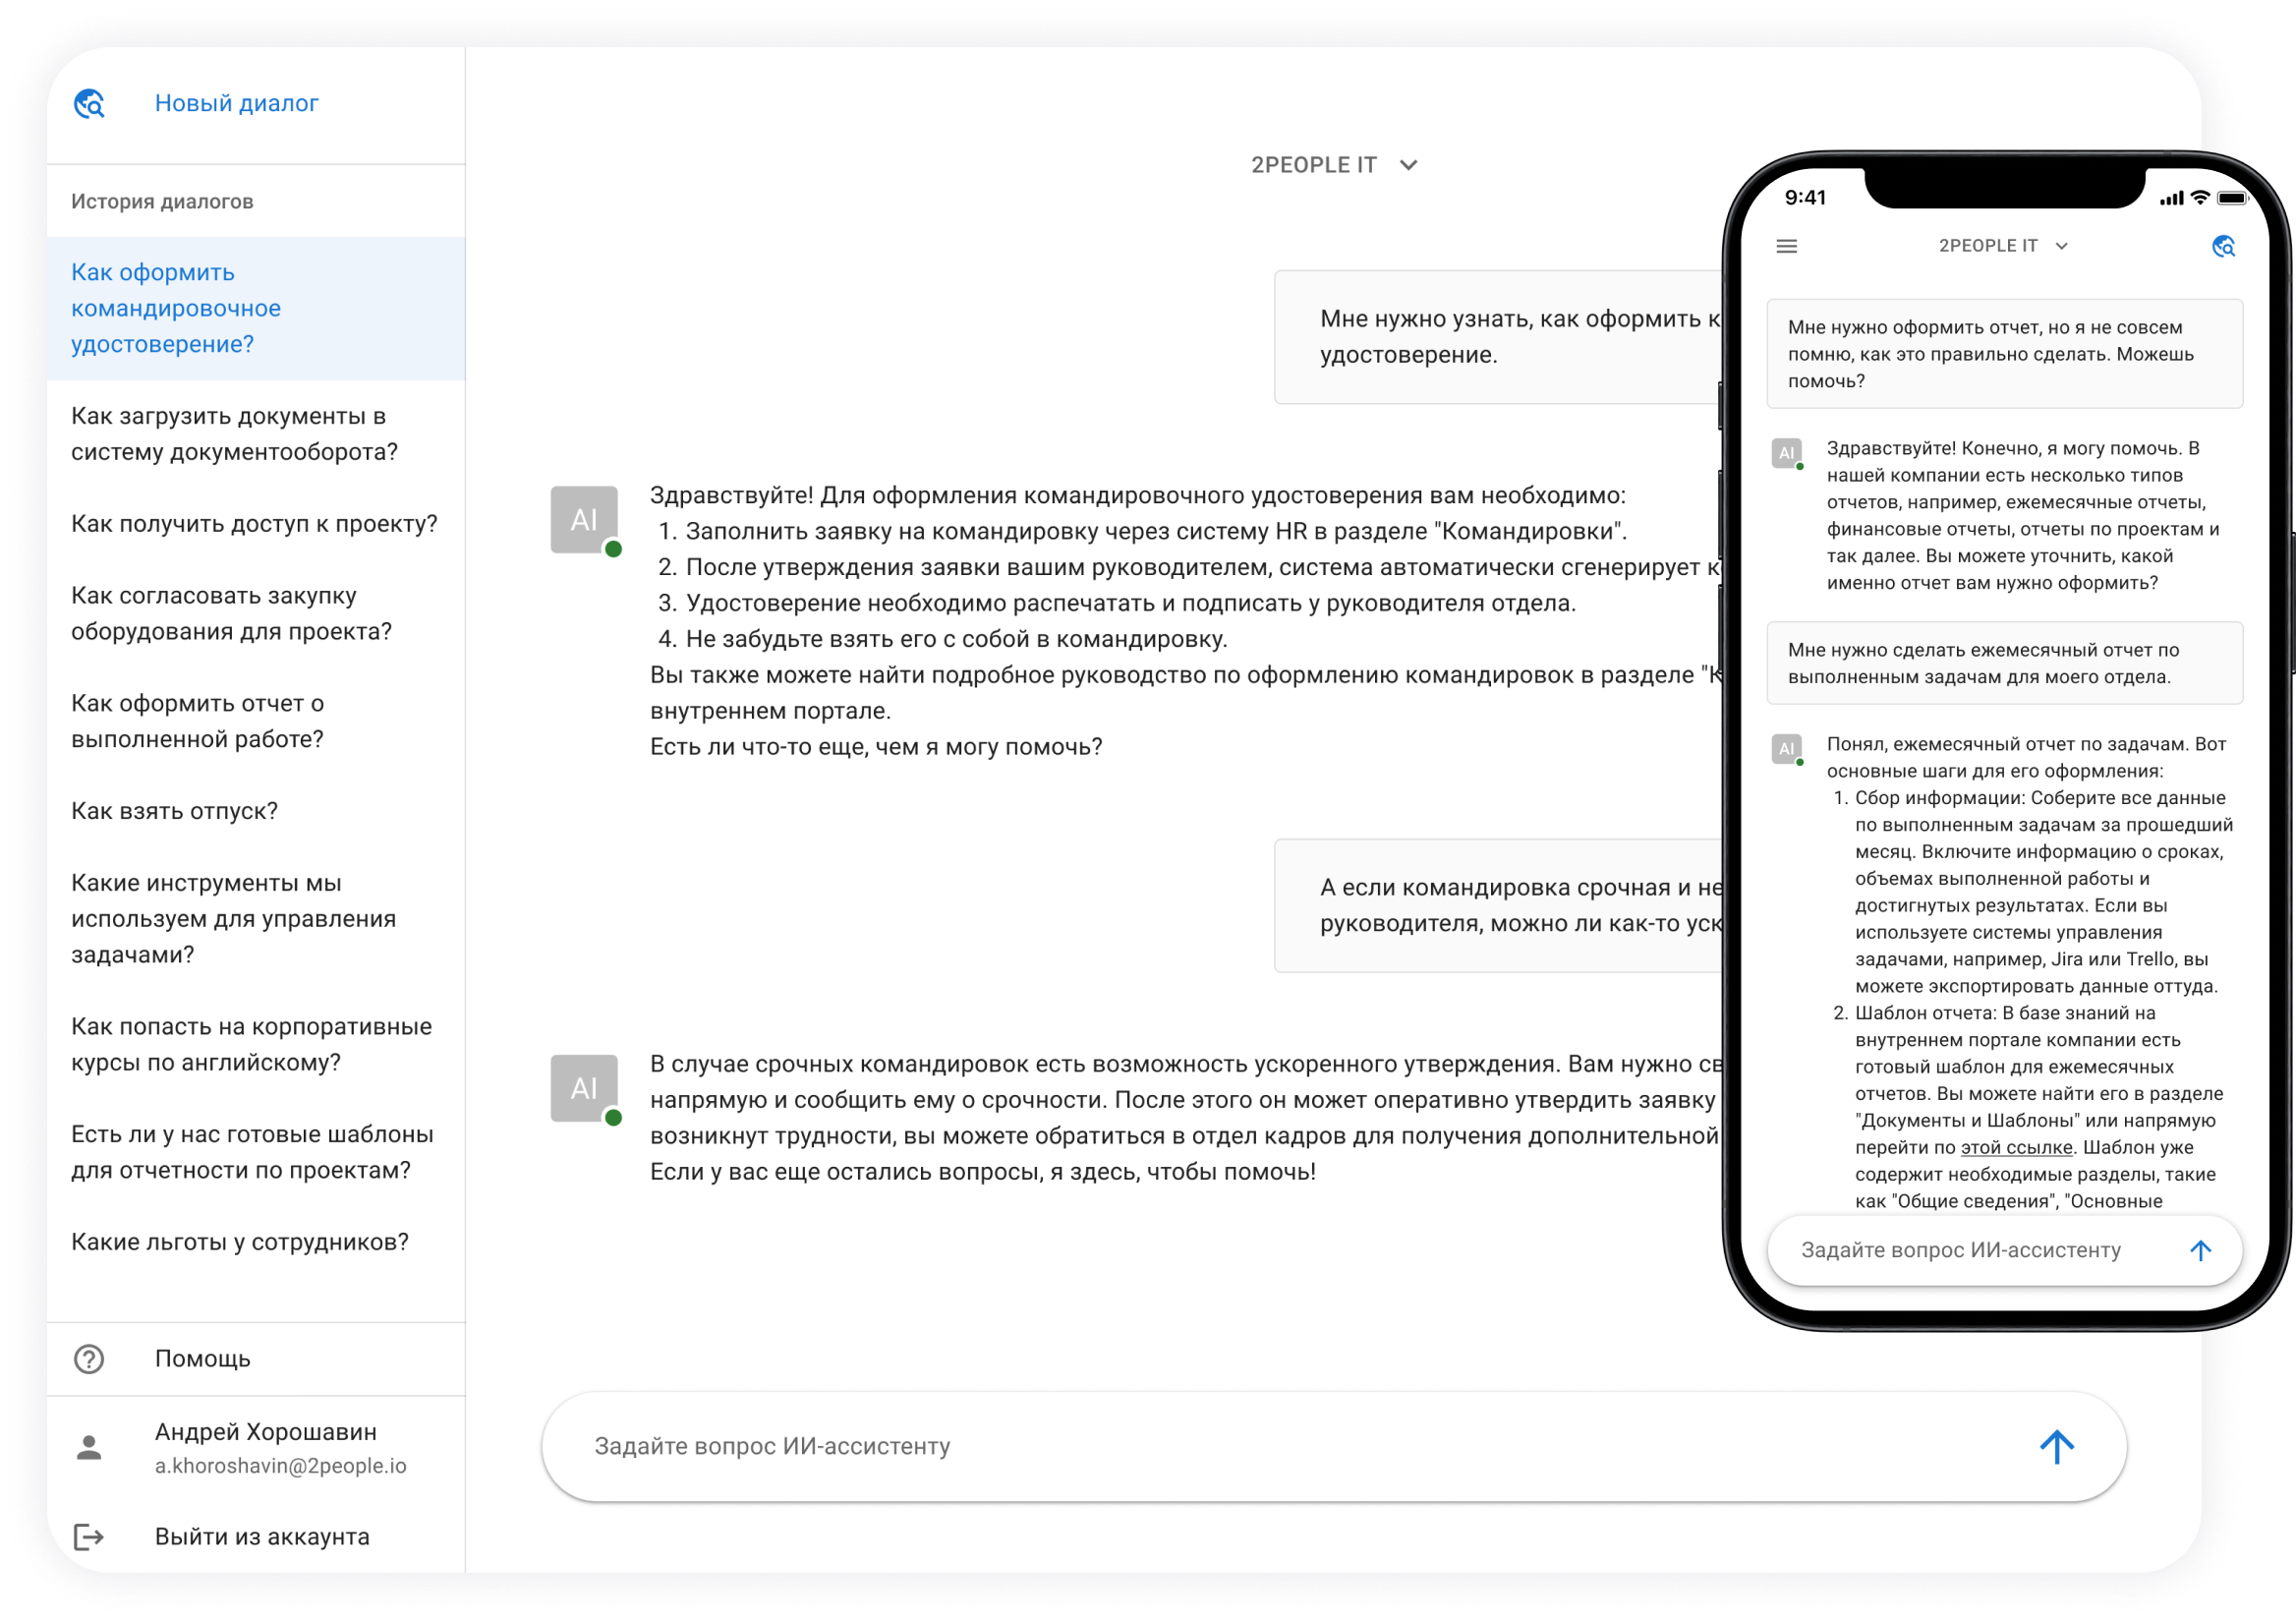 Новый диалог
История диалогов
Как оформить
командировочное
удостоверение?
Как загрузить документы в
систему документооборота?
Как получить доступ к проекту?
Как согласовать закупку
оборудования для проекта?
Как оформить отчет о
выполненной работе?
Как взять отпуск?
Какие инструменты мы
используем для управления
задачами?
Как попасть на корпоративные
курсы по английскому?
Есть ли у нас готовые шаблоны
для отчетности по проектам?
Какие льготы у сотрудников?
Помощь
Андрей Хорошавин
a.khoroshavin@2people.io
Выйти из аккаунта
2PEOPLE IT
Мне нужно узнать, как оформить
удостоверение.
AI
Здравствуйте! Для оформления командировочного удостоверения вам необходимо:
1. Заполнить заявку на командировку через систему HR в разделе "Командировки".
2. После утверждения заявки вашим руководителем, система автоматически сгенерирует
3. Удостоверение необходимо распечатать и подписать у руководителя отдела.
4. Не забудьте взять его с собой в командировку.
Вы также можете найти подробное руководство по оформлению командировок в разделе
внутреннем портале.
Есть ли что-то еще, чем я могу помочь?
А если командировка срочная и не
руководителя, можно ли как-то
AI
В случае срочных командировок есть возможность ускоренного утверждения. Вам нужно
напрямую и сообщить ему о срочности. После этого он может оперативно утвердить заявку
возникнут трудности, вы можете обратиться в отдел кадров для получения дополнительной
Если у вас еще остались вопросы, я здесь, чтобы помочь!
Задайте вопрос ИИ-ассистенту
9:41
2PEOPLE IT
Мне нужно оформить отчет, но я не совсем
помню, как это правильно сделать. Можешь
помочь?
AI
Здравствуйте! Конечно, я могу помочь. В
нашей компании есть несколько типов
отчетов, например, ежемесячные отчеты,
финансовые отчеты, отчеты по проектам и
так далее. Вы можете уточнить, какой
именно отчет вам нужно оформить?
Мне нужно сделать ежемесячный отчет по
выполненным задачам для моего отдела.
AI
Понял, ежемесячный отчет по задачам. Вот
основные шаги для его оформления:
1. Сбор информации: Соберите все данные
по выполненным задачам за прошедший
месяц. Включите информацию о сроках,
объемах выполненной работы и
достигнутых результатах. Если вы
используете системы управления
задачами, например, Jira или Trello, вы
можете экспортировать данные оттуда.
2. Шаблон отчета: В базе знаний на
внутреннем портале компании есть
готовый шаблон для ежемесячных
отчетов. Вы можете найти его в разделе
"Документы и Шаблоны" или напрямую
перейти по этой ссылке. Шаблон уже
содержит необходимые разделы, такие
как "Общие сведения", "Основные
Задайте вопрос ИИ-ассистенту